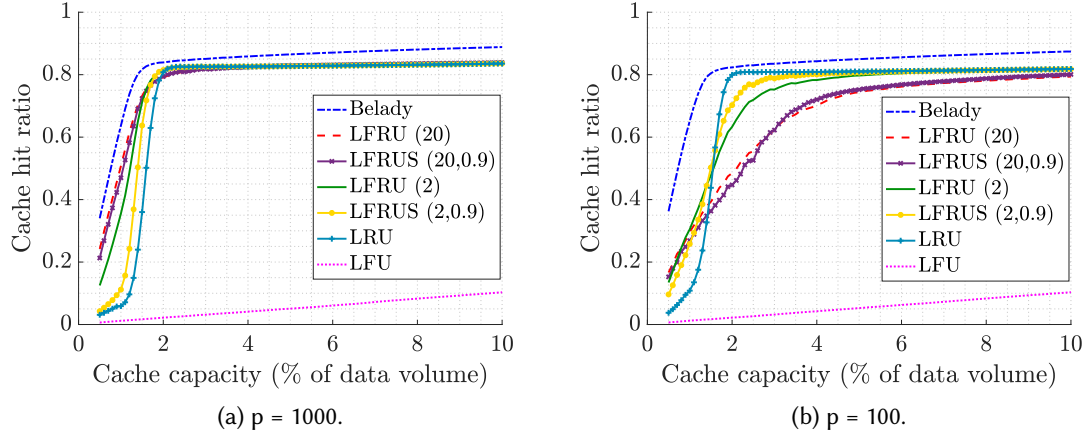 1
0.8
0.6
0.4
0.2
0
Cache hit ratio
Belady
LFRU (20)
LFRUS (20,0.9)
LFRU (2)
LFRUS (2,0.9)
LRU
LFU
0 2 4 6 8 10
Cache capacity (% of data volume)
(a) p = 1000.
1
0.8
0.6
0.4
0.2
0
Cache hit ratio
Belady
LFRU (20)
LFRUS (20,0.9)
LFRU (2)
LFRUS (2,0.9)
LRU
LFU
0 2 4 6 8 10
Cache capacity (% of data volume)
(b) p = 100.